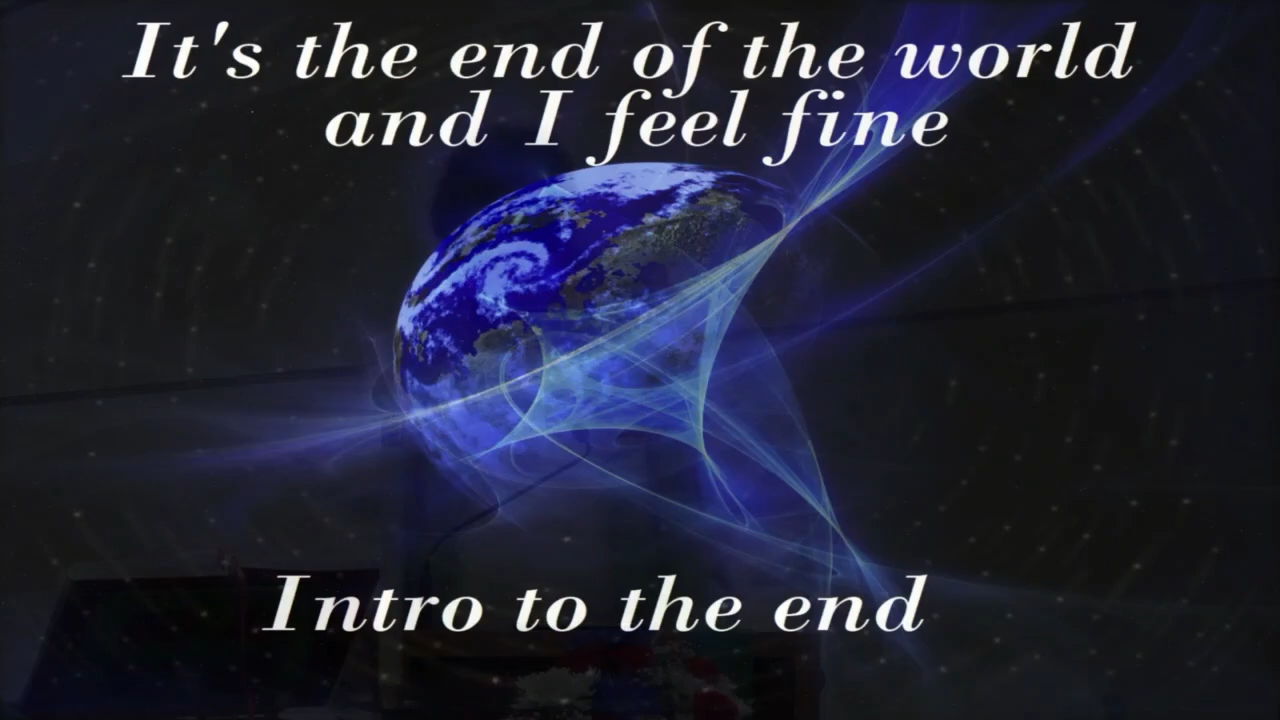 It's the end of the world
and I feel fine
Intro to the end